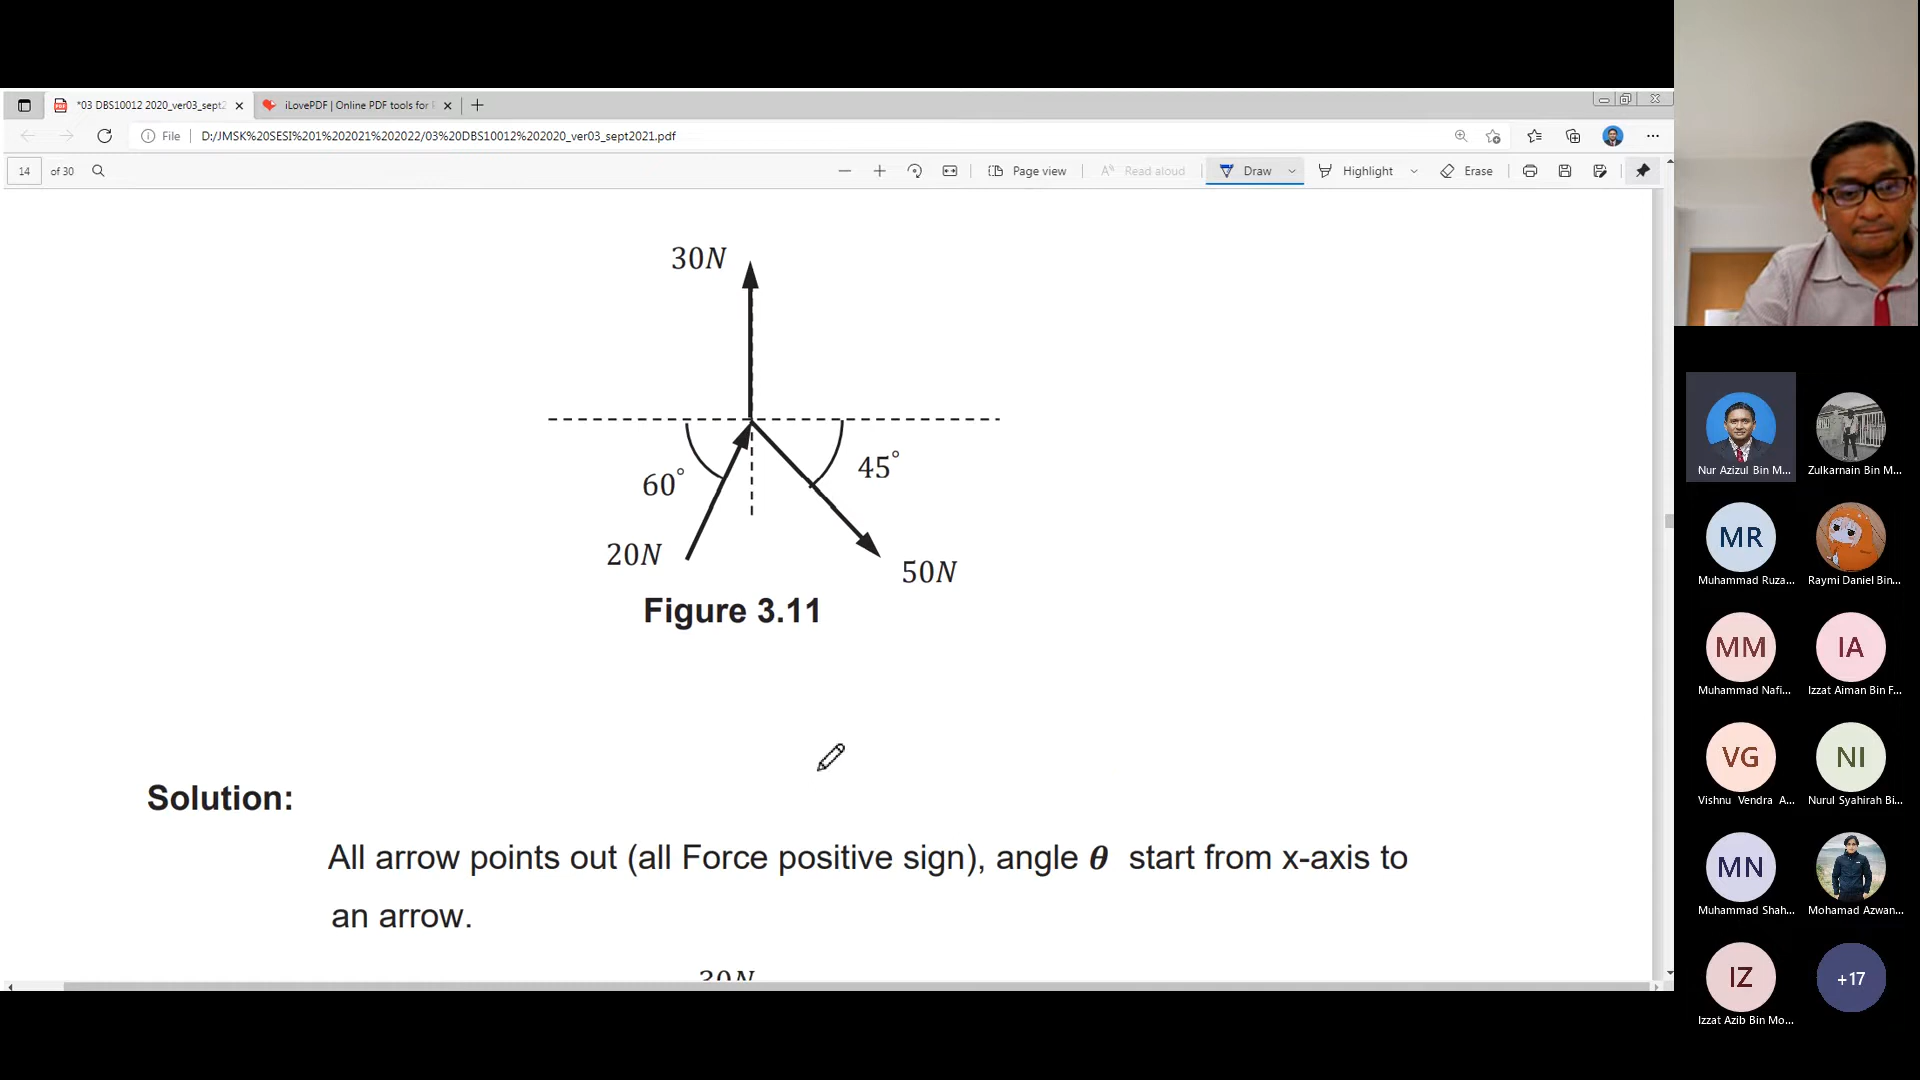 *03 DBS10012 2020_ver03_sept2
iLovePDF | Online PDF tools for
File
D:/JMSK%20SESI%201%202021%202022/03%20DBS10012%202020_ver03_sept2021.pdf
14 of 30
Page view
Read aloud
Draw
Highlight
Erase
30N
60°
45°
20N
50N
Figure 3.11
Solution:
All arrow points out (all Force positive sign), angle θ start from x-axis to
an arrow.
30N
Nur Azizul Bin M...
Zulkarnain Bin M...
MR
Muhammad Ruza...
Raymi Daniel Bin...
MM
Muhammad Nafi...
IA
Izzat Aiman Bin F...
VG
Vishnu Vendra A...
NI
Nurul Syahirah Bi...
MN
Muhammad Shah...
Mohamad Azwan...
IZ
Izzat Azib Bin Mo...
+17